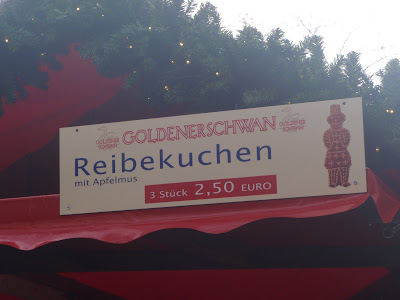 GOLDENERSCHWAN
Reibekuchen
mit Apfelmus
3 Stück 2,50 EURO